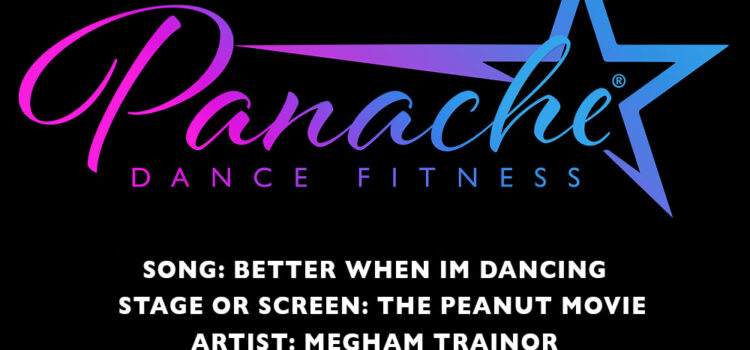 Panache®
DANCE FITNESS
SONG: BETTER WHEN IM DANCING
STAGE OR SCREEN: THE PEANUT MOVIE
ARTIST: MEGHAM TRAINOR